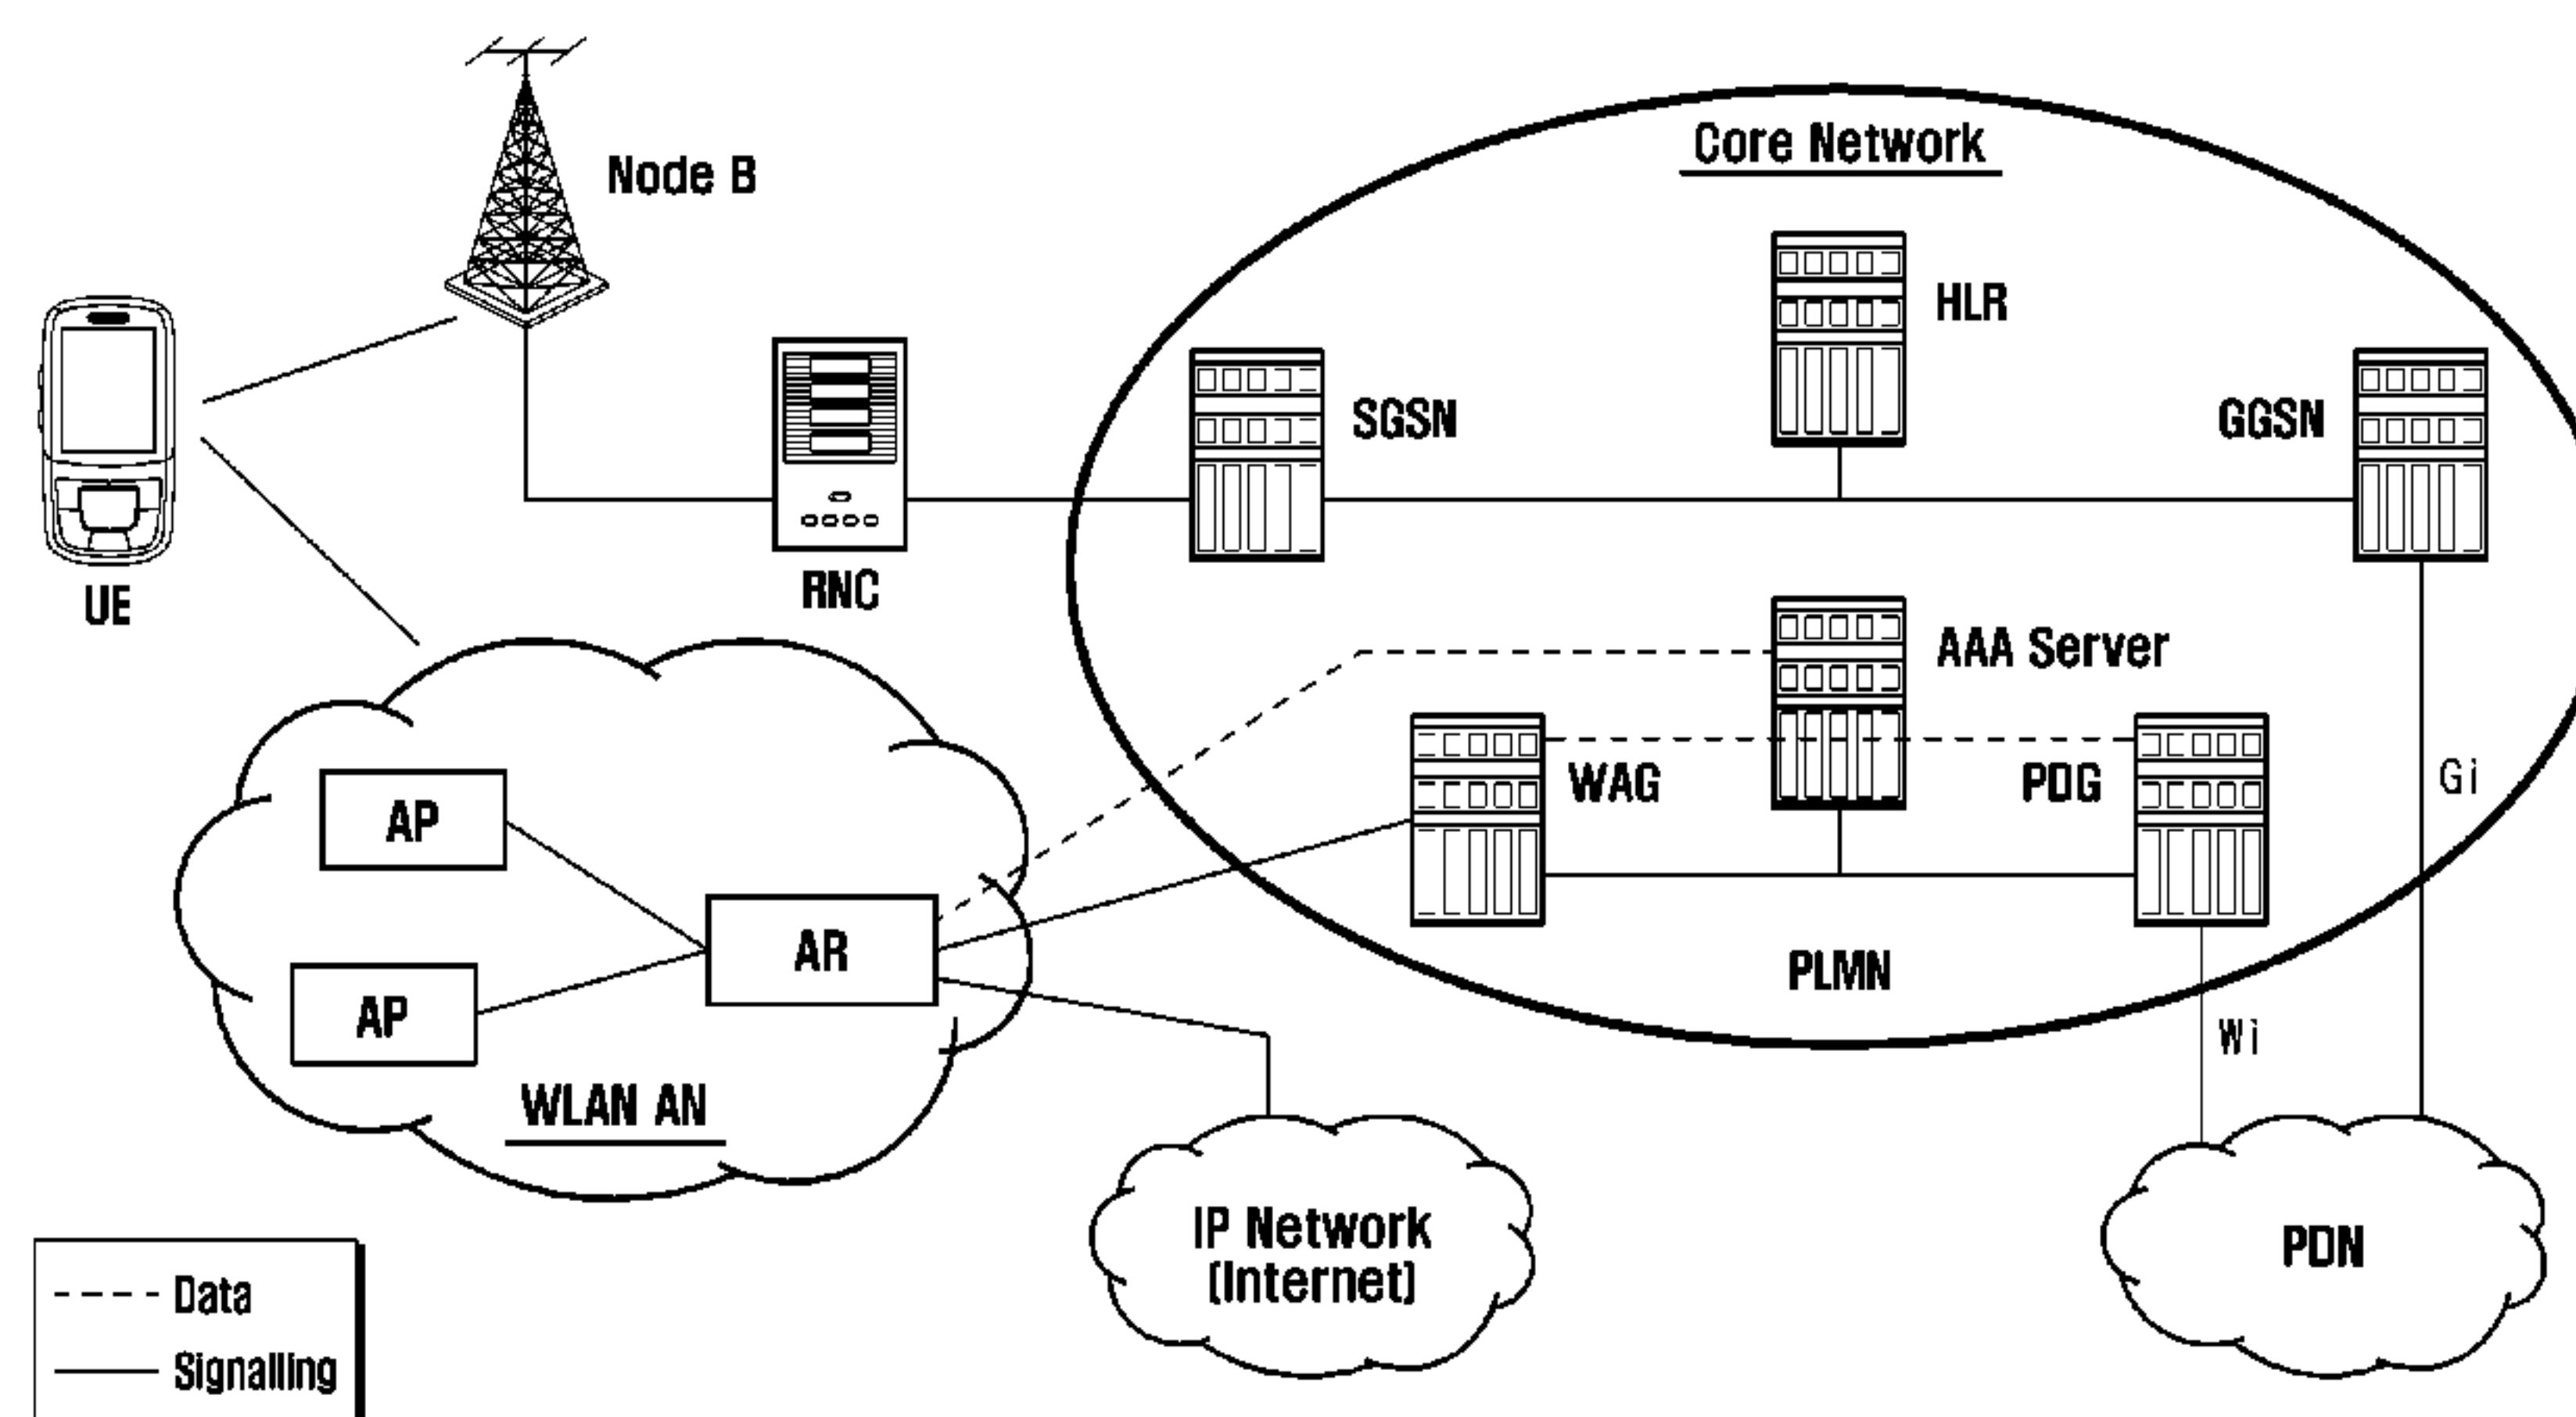 Node B
Core Network
HLR
SGSN
GGSN
UE
RNC
AAA Server
WAG
PDG
Gi
AP
AR
AP
PLMN
Wi
WLAN AN
IP Network
(Internet)
PDN
Data
Signalling